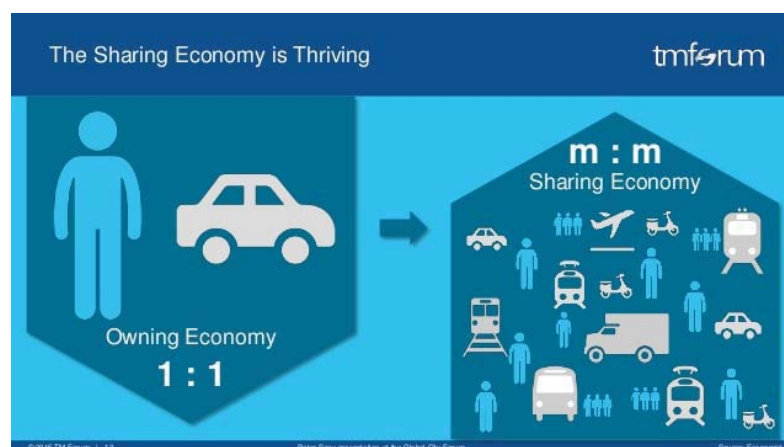 The Sharing Economy is Thriving
tmforum
m : m
Sharing Economy
Owning Economy
1 : 1